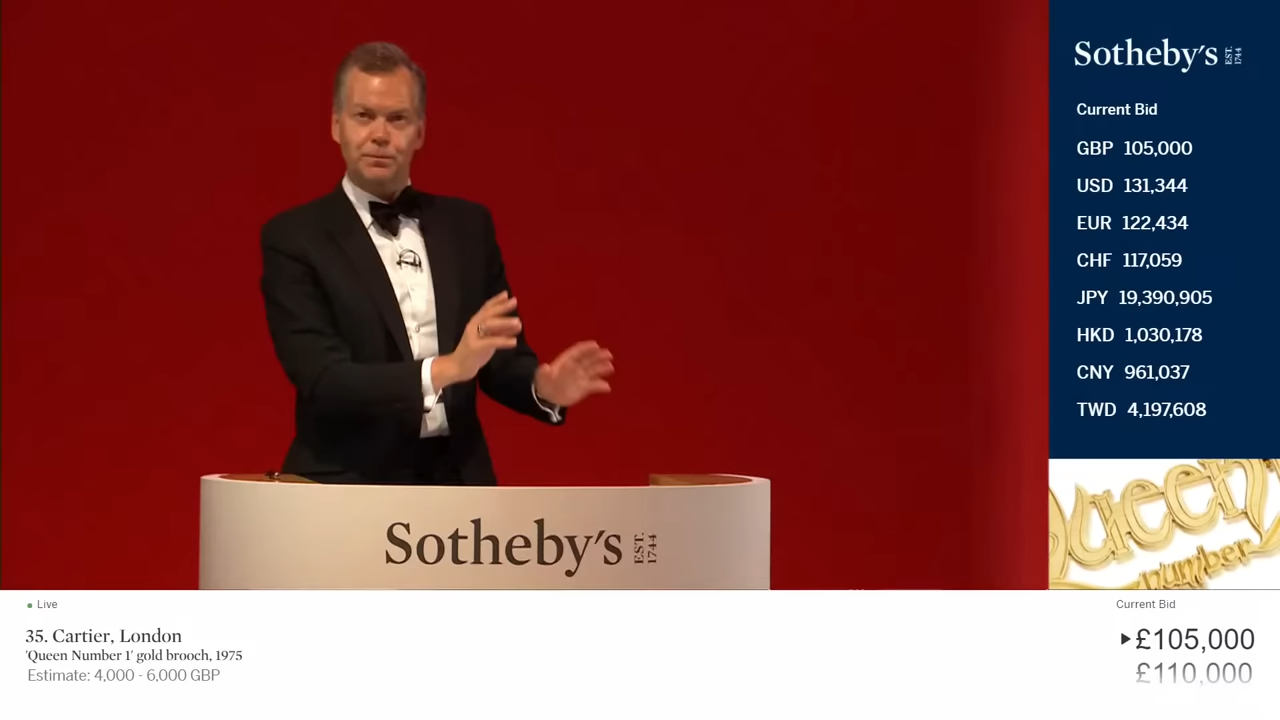 Sotheby's EST. 1744
Current Bid
GBP 105,000
USD 131,344
EUR 122,434
CHF 117,059
JPY 19,390,905
HKD 1,030,178
CNY 961,037
TWD 4,197,608
Queen
number
Sotheby's EST. 1744
Live
35. Cartier, London
'Queen Number 1' gold brooch, 1975
Estimate: 4,000 - 6,000 GBP
Current Bid
£105,000
£110,000